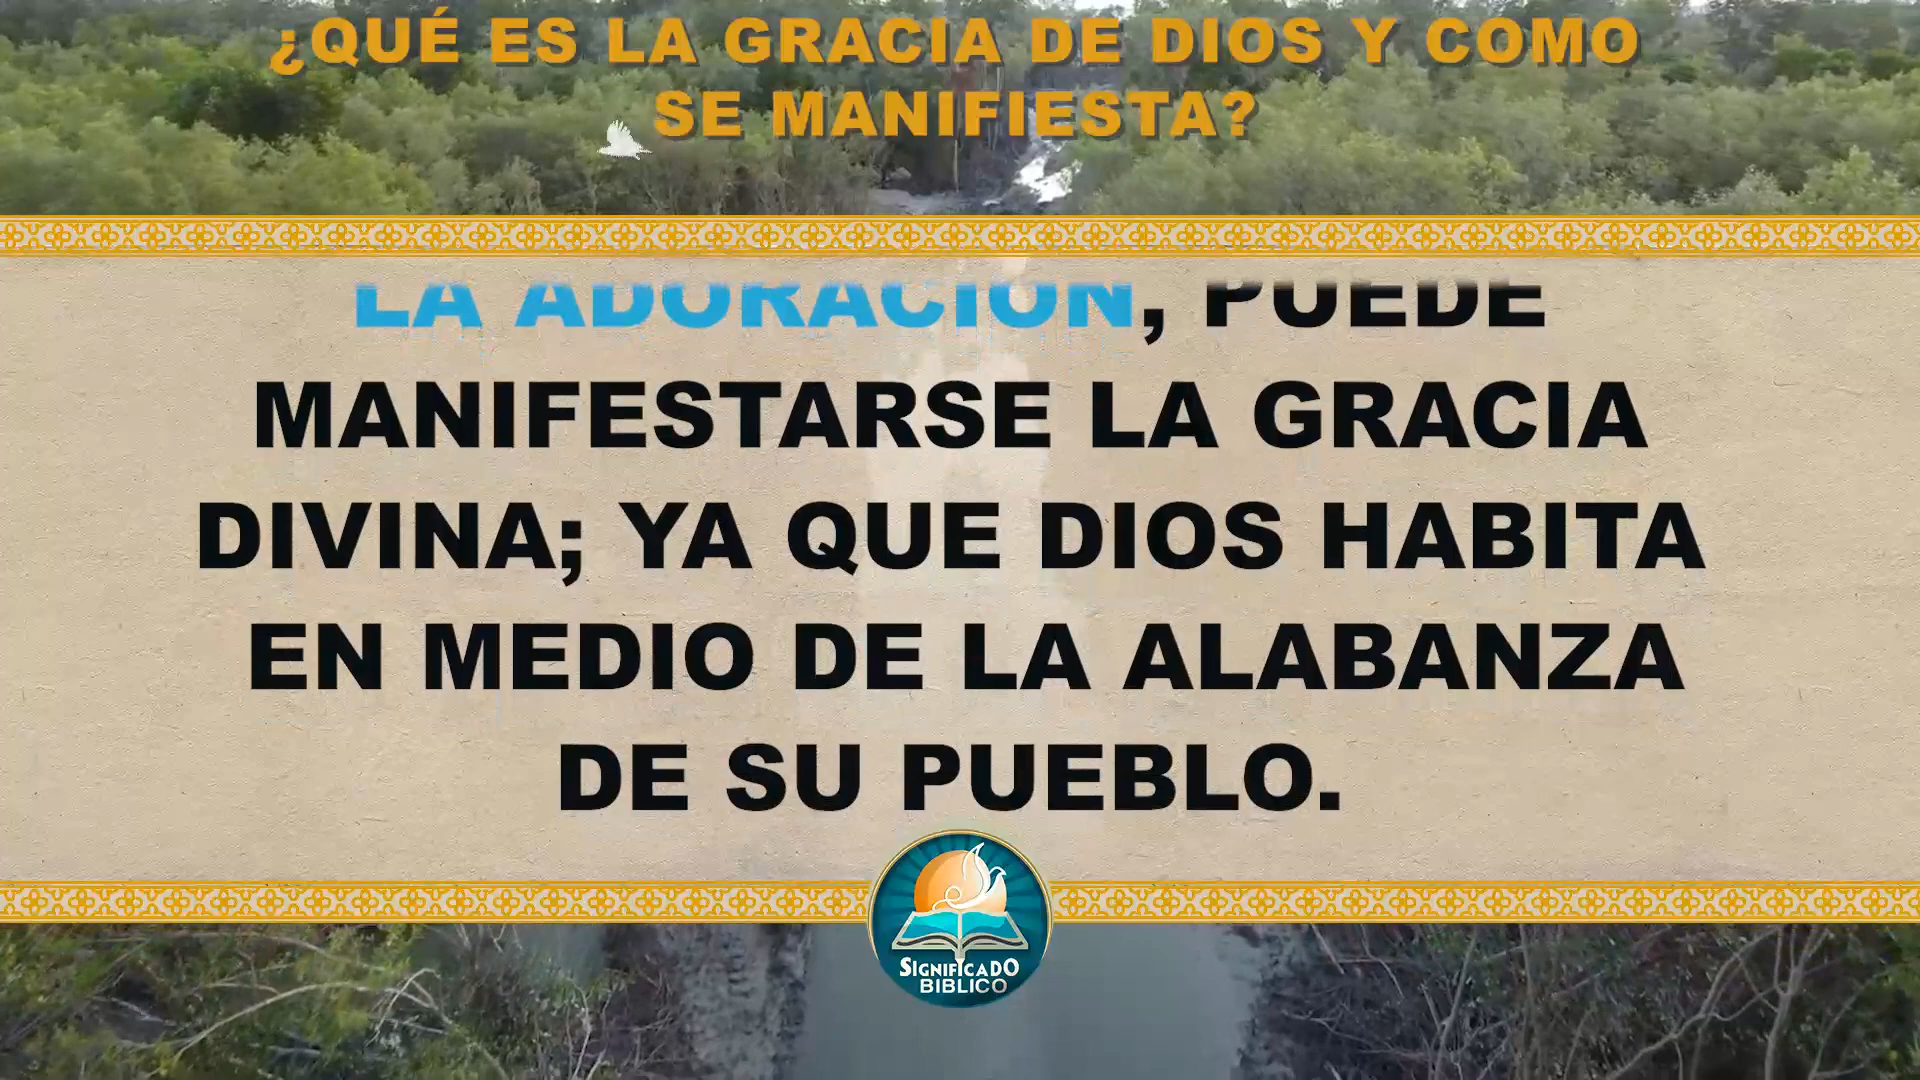 ¿QUÉ ES LA GRACIA DE DIOS Y COMO
SE MANIFIESTA?
LA ADORACIÓN, PUEDE
MANIFESTARSE LA GRACIA
DIVINA; YA QUE DIOS HABITA
EN MEDIO DE LA ALABANZA
DE SU PUEBLO.
SIGNIFICADO
BIBLICO